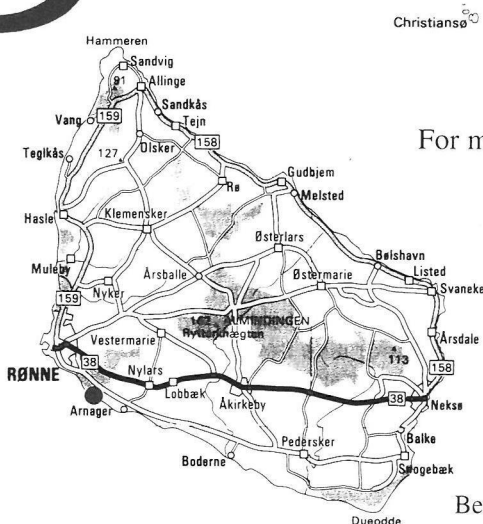 Christiansø
Hammeren
Sandvig
91
Allinge
159
Sandkås
Vang
Tejn
158
Olsker
127
For m
Teglkås
Gudbjem
Rø
Melsted
Hasle
Klemensker
Østerlars
Muleby
Bølshavn
Årsballe
Listed
159
Nyker
Østermarie
Svaneke
162 ALMINDINGEN
Rytterknægten
Årsdale
Vestermarie
113
158
38
RØNNE
Nylars
Lobbæk
38
Neksø
Arnager
Åkirkeby
Balke
Pedersker
Boderne
Snogebæk
Be
Dueodde